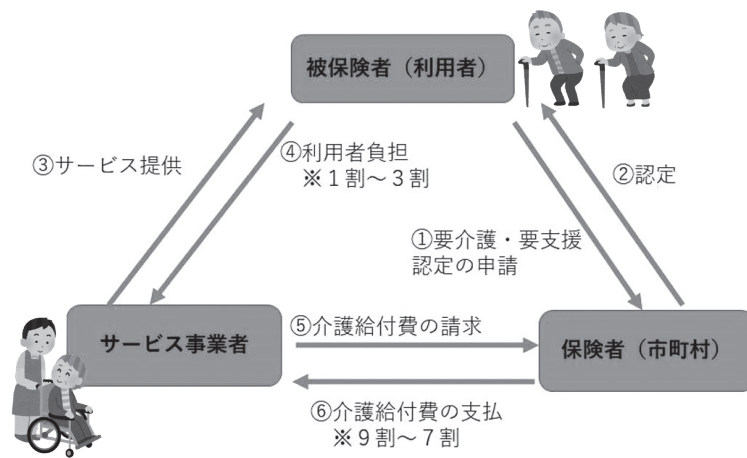 被保険者（利用者）
③サービス提供
④利用者負担
※１割～３割
②認定
①要介護・要支援
認定の申請
サービス事業者
⑤介護給付費の請求
保険者（市町村）
⑥介護給付費の支払
※９割～７割